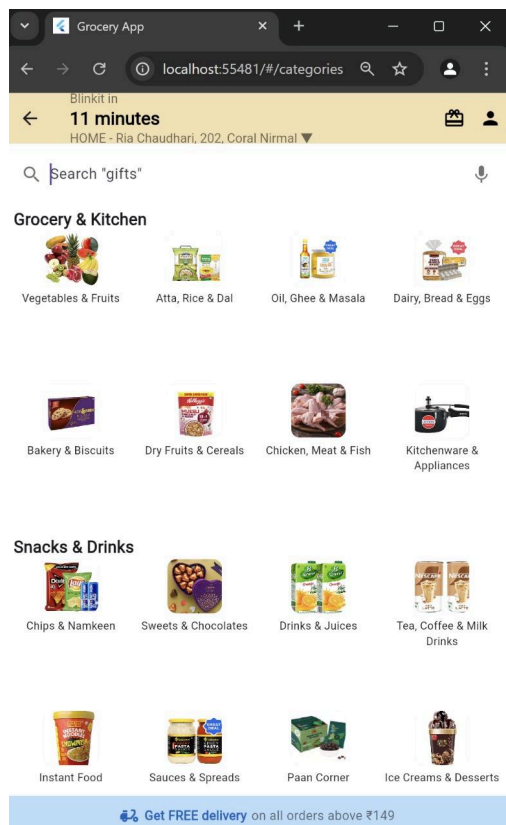 Grocery App
localhost:55481/#/categories
Blinkit in
11 minutes
HOME - Ria Chaudhari, 202, Coral Nirmal ▼
Search "gifts"
Grocery & Kitchen
Vegetables & Fruits
Atta, Rice & Dal
Oil, Ghee & Masala
Dairy, Bread & Eggs
Bakery & Biscuits
Dry Fruits & Cereals
Chicken, Meat & Fish
Kitchenware &
Appliances
Snacks & Drinks
Chips & Namkeen
Sweets & Chocolates
Drinks & Juices
Tea, Coffee & Milk
Drinks
Instant Food
Sauces & Spreads
Paan Corner
Ice Creams & Desserts
Get FREE delivery on all orders above ₹149